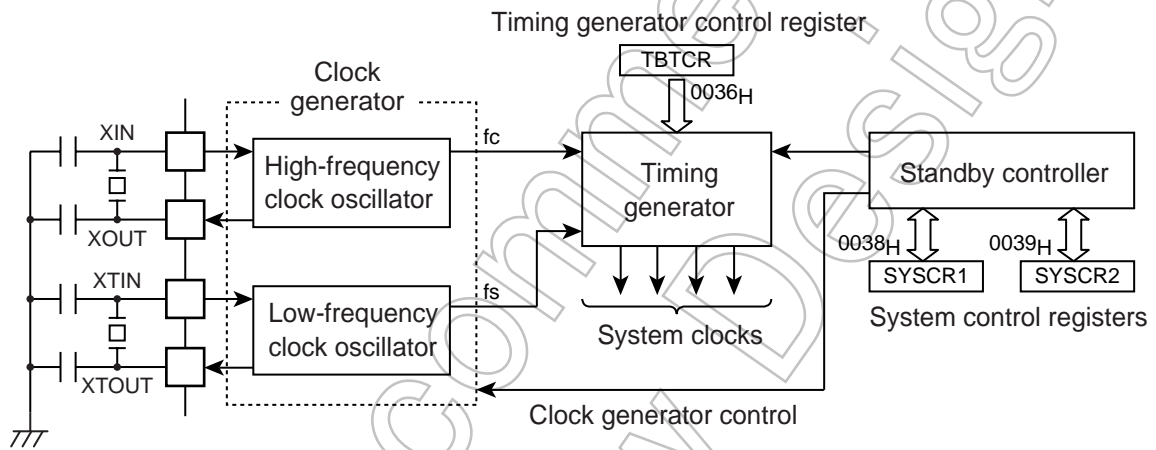 Timing generator control register
TBTCR
0036H
Clock
generator
XIN
High-frequency
clock oscillator
fc
Timing
generator
Standby controller
XOUT
0038H
0039H
SYSCR1
SYSCR2
XTIN
fs
Low-frequency
clock oscillator
System clocks
System control registers
XTOUT
Clock generator control